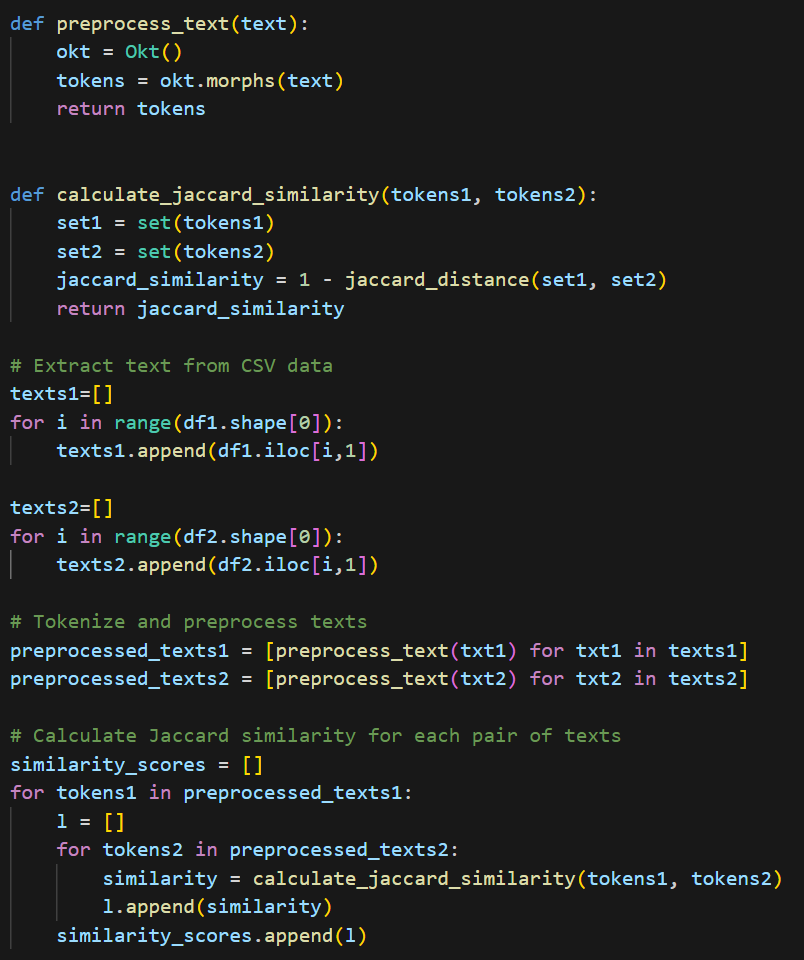 def preprocess_text(text):
    okt = Okt()
    tokens = okt.morphs(text)
    return tokens
def calculate_jaccard_similarity(tokens1, tokens2):
    set1 = set(tokens1)
    set2 = set(tokens2)
    jaccard_similarity = 1 - jaccard_distance(set1, set2)
    return jaccard_similarity
# Extract text from CSV data
texts1=[]
for i in range(df1.shape[0]):
    texts1.append(df1.iloc[i,1])
texts2=[]
for i in range(df2.shape[0]):
    texts2.append(df2.iloc[i,1])
# Tokenize and preprocess texts
preprocessed_texts1 = [preprocess_text(txt1) for txt1 in texts1]
preprocessed_texts2 = [preprocess_text(txt2) for txt2 in texts2]
# Calculate Jaccard similarity for each pair of texts
similarity_scores = []
for tokens1 in preprocessed_texts1:
    l = []
    for tokens2 in preprocessed_texts2:
        similarity = calculate_jaccard_similarity(tokens1, tokens2)
        l.append(similarity)
    similarity_scores.append(l)